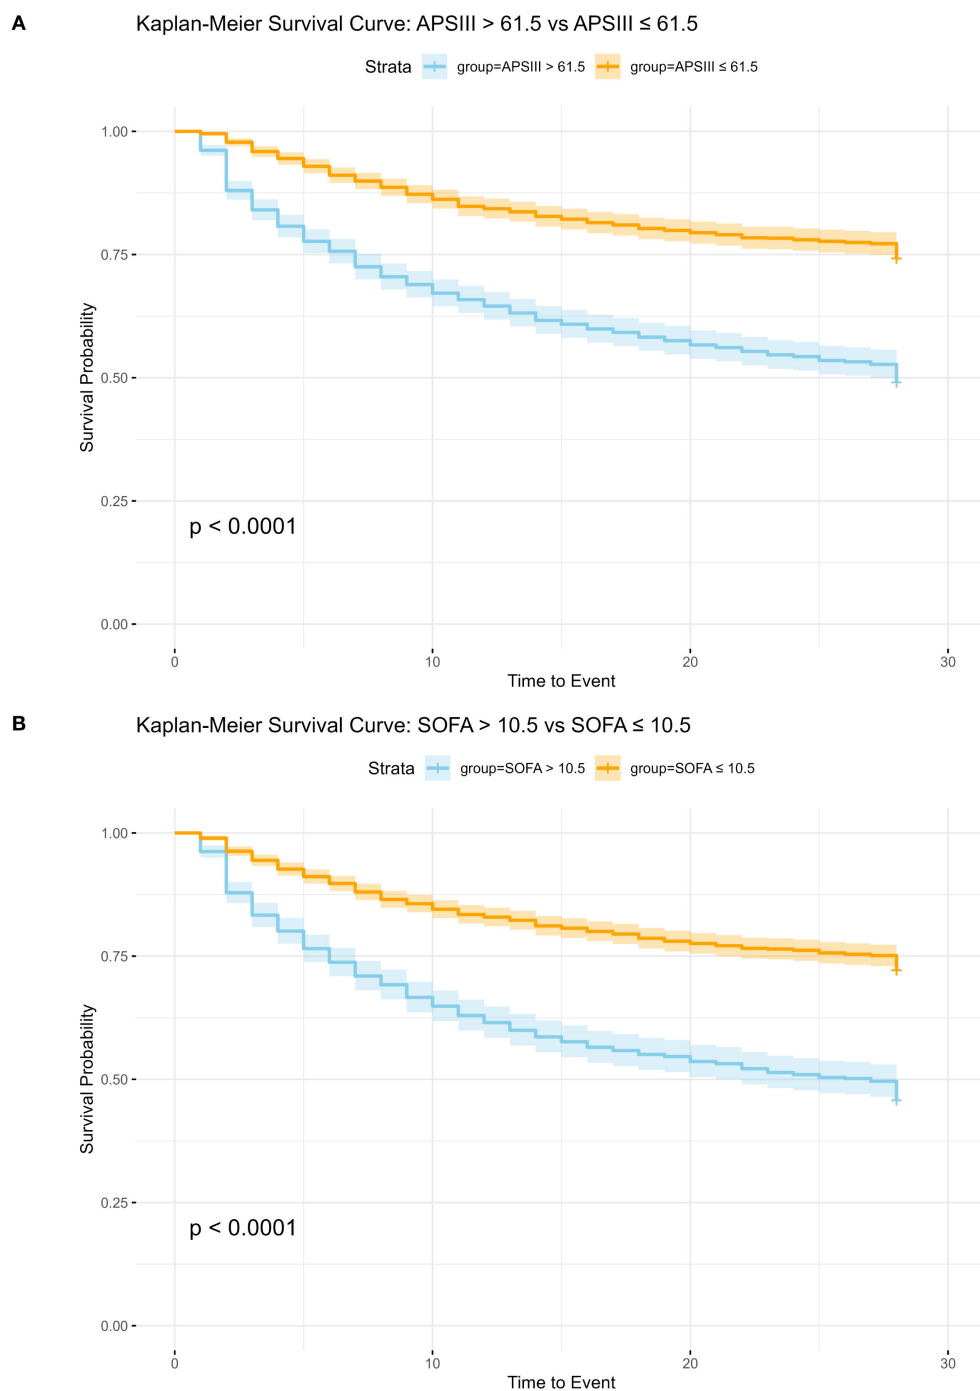 A
Kaplan-Meier Survival Curve: APSIII > 61.5 vs APSIII ≤ 61.5
Strata group=APSIII > 61.5 group=APSIII ≤ 61.5
1.00
0.75
0.50
0.25
0.00
Survival Probability
p < 0.0001
0 10 20 30
Time to Event
B
Kaplan-Meier Survival Curve: SOFA > 10.5 vs SOFA ≤ 10.5
Strata group=SOFA > 10.5 group=SOFA ≤ 10.5
1.00
0.75
0.50
0.25
0.00
Survival Probability
p < 0.0001
0 10 20 30
Time to Event